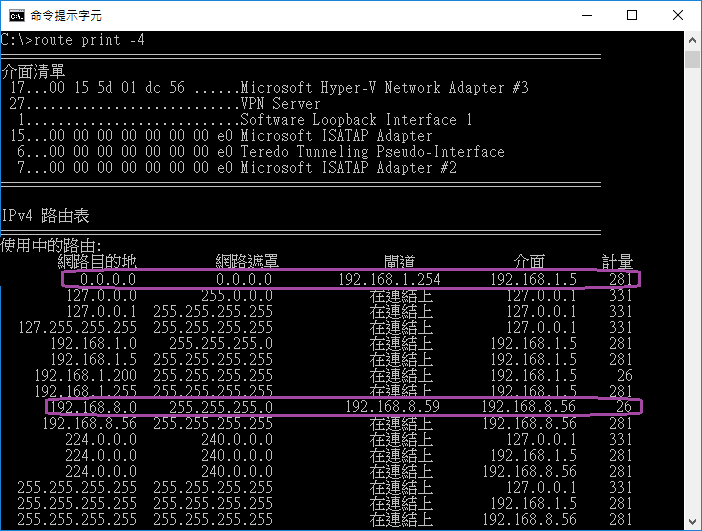 命令提示字元
C:\>route print -4
介面清單
17...00 15 5d 01 dc 56 ......Microsoft Hyper-V Network Adapter #3
27...........................VPN Server
1...........................Software Loopback Interface 1
15...00 00 00 00 00 00 00 e0 Microsoft ISATAP Adapter
6...00 00 00 00 00 00 00 e0 Teredo Tunneling Pseudo-Interface
7...00 00 00 00 00 00 00 e0 Microsoft ISATAP Adapter #2
IPv4 路由表
使用中的路由:
網路目的地 網路遮罩 閘道 介面 計量
0.0.0.0 0.0.0.0 192.168.1.254 192.168.1.5 281
127.0.0.0 255.0.0.0 在連結上 127.0.0.1 331
127.0.0.1 255.255.255.255 在連結上 127.0.0.1 331
127.255.255.255 255.255.255.255 在連結上 127.0.0.1 331
192.168.1.0 255.255.255.0 在連結上 192.168.1.5 281
192.168.1.5 255.255.255.255 在連結上 192.168.1.5 281
192.168.1.200 255.255.255.255 在連結上 192.168.1.5 26
192.168.1.255 255.255.255.255 在連結上 192.168.1.5 281
192.168.8.0 255.255.255.0 192.168.8.59 192.168.8.56 26
192.168.8.56 255.255.255.255 在連結上 192.168.8.56 281
224.0.0.0 240.0.0.0 在連結上 127.0.0.1 331
224.0.0.0 240.0.0.0 在連結上 192.168.1.5 281
224.0.0.0 240.0.0.0 在連結上 192.168.8.56 281
255.255.255.255 255.255.255.255 在連結上 127.0.0.1 331
255.255.255.255 255.255.255.255 在連結上 192.168.1.5 281
255.255.255.255 255.255.255.255 在連結上 192.168.8.56 281